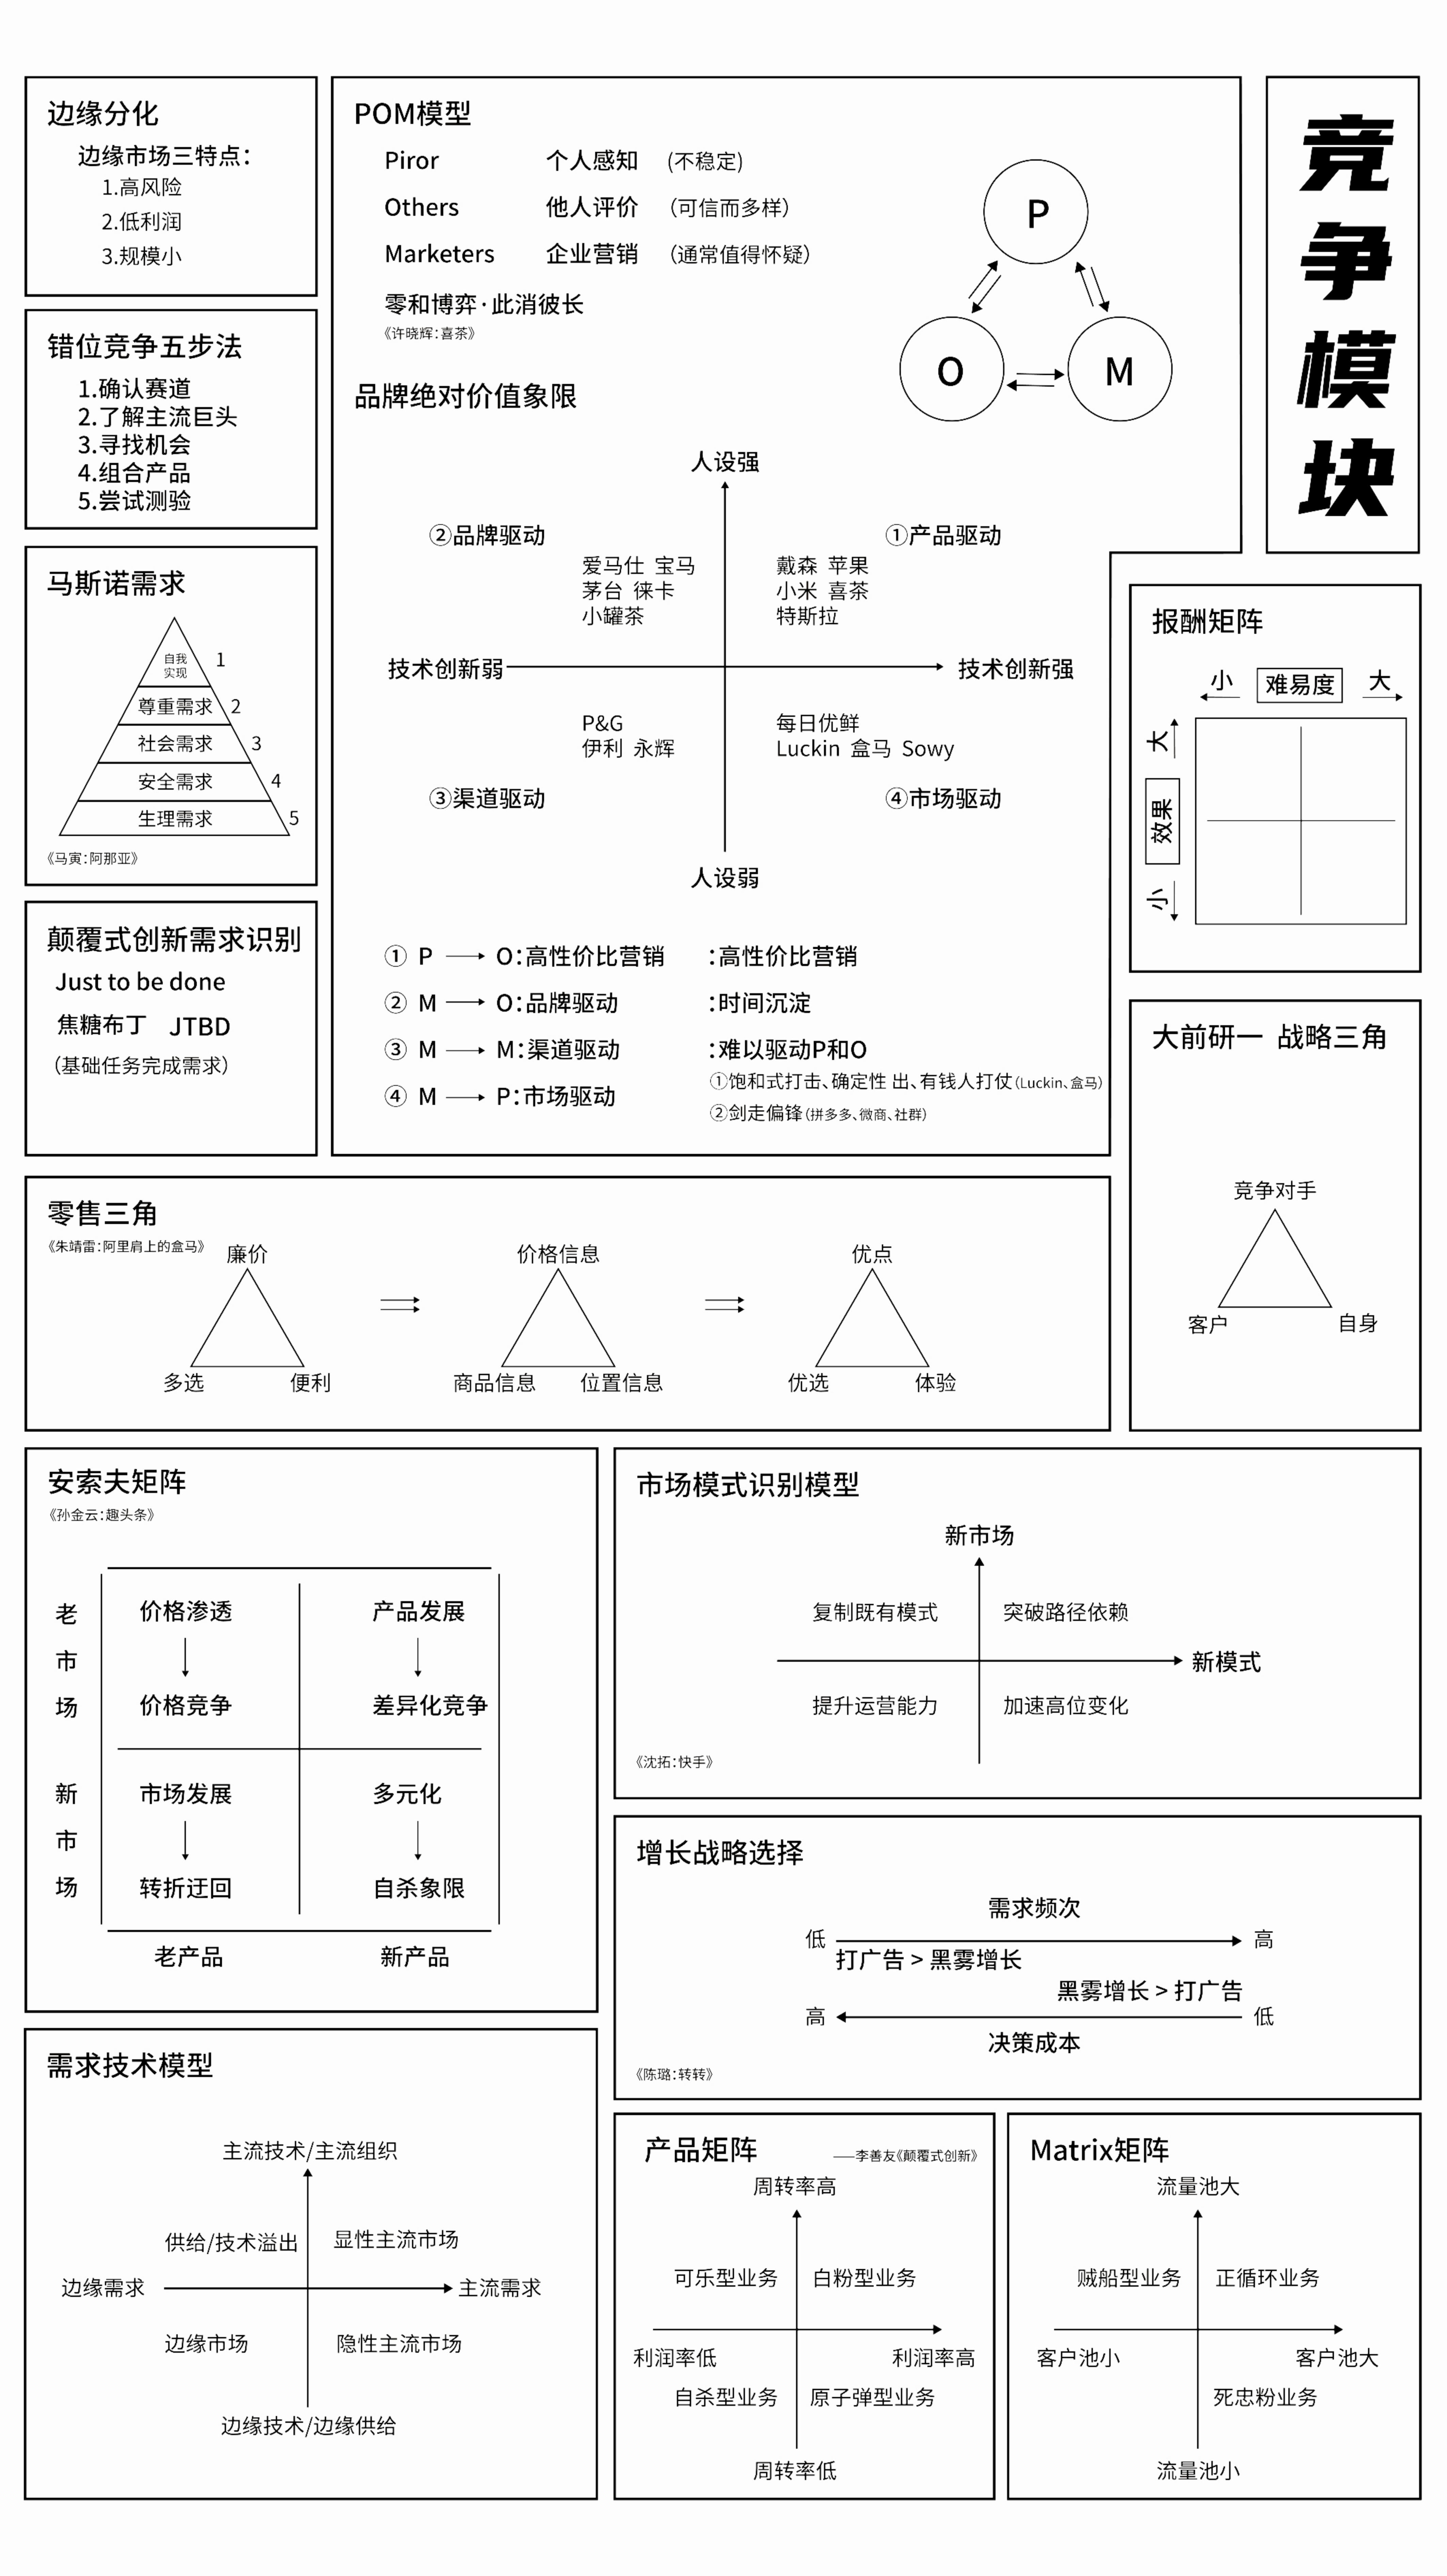 竞争模块
边缘分化
边缘市场三特点：
1.高风险
2.低利润
3.规模小
错位竞争五步法
1.确认赛道
2.了解主流巨头
3.寻找机会
4.组合产品
5.尝试测验
马斯诺需求
自我
实现 1
尊重需求 2
社会需求 3
安全需求 4
生理需求 5
《马寅：阿那亚》
颠覆式创新需求识别
Just to be done
焦糖布丁 JTBD
（基础任务完成需求）
POM模型
Piror 个人感知 （不稳定）
Others 他人评价 （可信而多样）
Marketers 企业营销 （通常值得怀疑）
零和博弈·此消彼长
《许晓辉：喜茶》
P
O M
品牌绝对价值象限
人设强
②品牌驱动 ①产品驱动
爱马仕 宝马 戴森 苹果
茅台 徕卡 小米 喜茶
小罐茶 特斯拉
技术创新弱 技术创新强
P&G 每日优鲜
伊利 永辉 Luckin 盒马 Sowy
③渠道驱动 ④市场驱动
人设弱
① P O：高性价比营销 ：高性价比营销
② M O：品牌驱动 ：时间沉淀
③ M M：渠道驱动 ：难以驱动P和O
④ M P：市场驱动 ①饱和式打击、确定性 出、有钱人打仗（Luckin、盒马）
②剑走偏锋（拼多多、微商、社群）
报酬矩阵
小 难易度 大
大
效果
小
大前研一 战略三角
竞争对手
客户 自身
零售三角
《朱靖雷：阿里肩上的盒马》
廉价 价格信息 优点
多选 便利 商品信息 位置信息 优选 体验
安索夫矩阵
《孙金云：趣头条》
老市场
价格渗透 产品发展
价格竞争 差异化竞争
新市场
市场发展 多元化
转折迂回 自杀象限
老产品 新产品
市场模式识别模型
新市场
复制既有模式 突破路径依赖
新模式
提升运营能力 加速高位变化
《沈拓：快手》
增长战略选择
需求频次
低 高
打广告 > 黑雾增长
黑雾增长 > 打广告
高 低
决策成本
《陈璐：转转》
需求技术模型
主流技术/主流组织
供给/技术溢出 显性主流市场
边缘需求 主流需求
边缘市场 隐性主流市场
边缘技术/边缘供给
产品矩阵 ——李善友《颠覆式创新》
周转率高
可乐型业务 白粉型业务
利润率低 利润率高
自杀型业务 原子弹型业务
周转率低
Matrix矩阵
流量池大
贼船型业务 正循环业务
客户池小 客户池大
死忠粉业务
流量池小